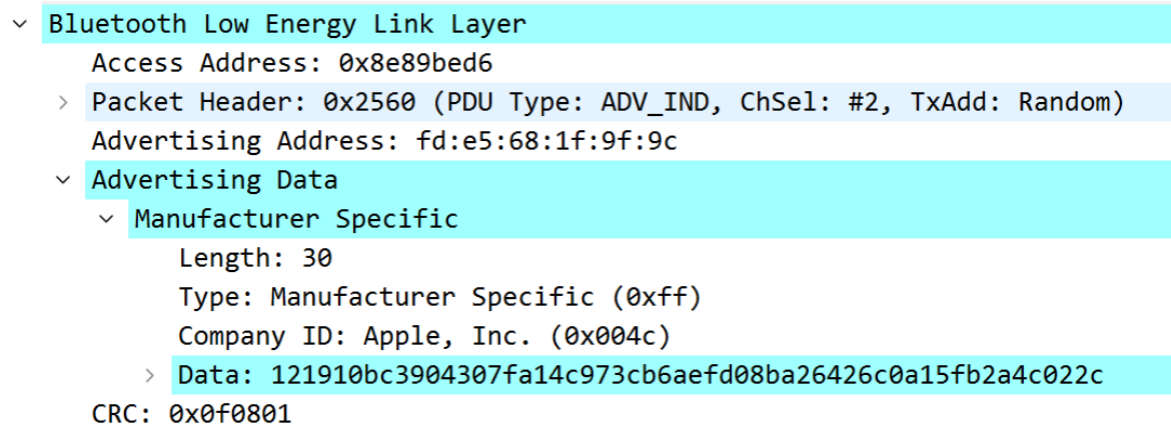 Bluetooth Low Energy Link Layer
Access Address: 0x8e89bed6
Packet Header: 0x2560 (PDU Type: ADV_IND, ChSel: #2, TxAdd: Random)
Advertising Address: fd:e5:68:1f:9f:9c
Advertising Data
Manufacturer Specific
Length: 30
Type: Manufacturer Specific (0xff)
Company ID: Apple, Inc. (0x004c)
Data: 121910bc3904307fa14c973cb6aefd08ba26426c0a15fb2a4c022c
CRC: 0x0f0801